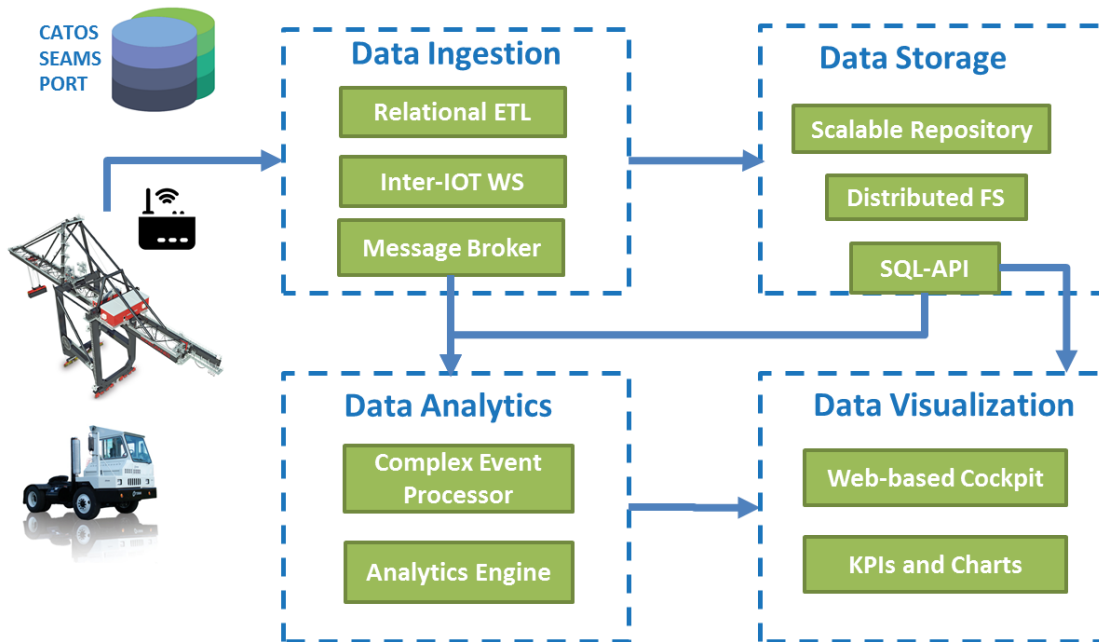 CATOS
SEAMS
PORT
Data Ingestion
Relational ETL
Inter-IOT WS
Message Broker
Data Storage
Scalable Repository
Distributed FS
SQL-API
Data Analytics
Complex Event
Processor
Analytics Engine
Data Visualization
Web-based Cockpit
KPIs and Charts